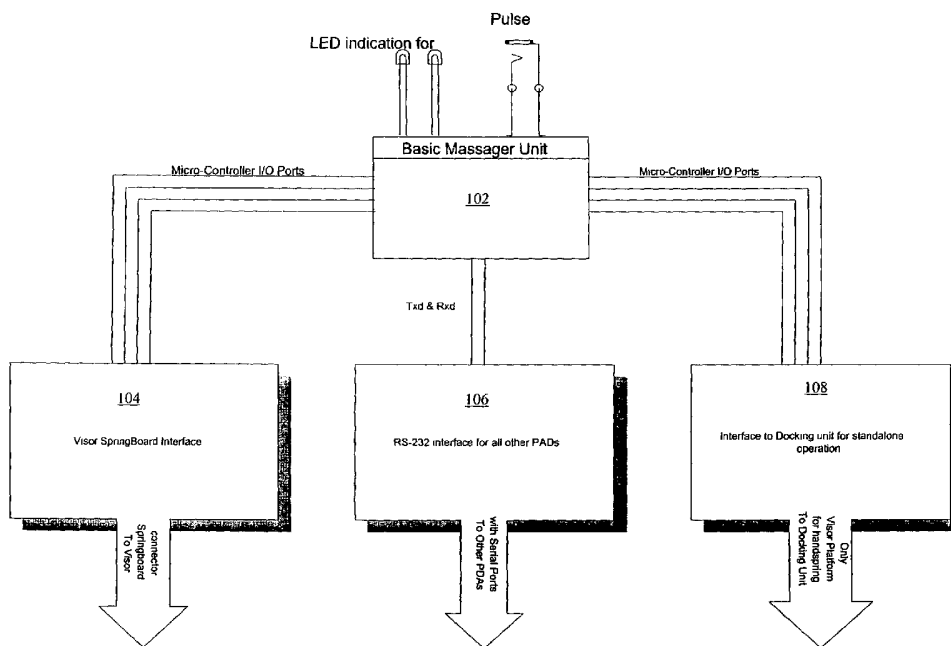 Pulse
LED indication for
Basic Massager Unit
Micro-Controller I/O Ports
102
Micro-Controller I/O Ports
Txd & Rxd
104
Visor SpringBoard Interface
106
RS-232 interface for all other PADs
108
Interface to Docking unit for standalone
operation
To Visor
Springboard
connector
To Other PDAs
with Serial Ports
To Docking Unit
for handspring
Visor Platform
Only